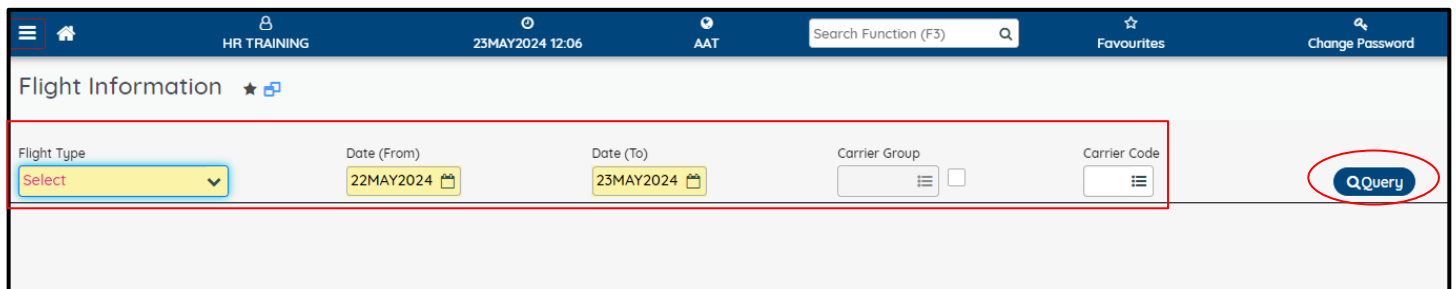 HR TRAINING
23MAY2024 12:06
AAT
Search Function (F3)
Favourites
Change Password
Flight Information
Flight Type
Date (From)
Date (To)
Carrier Group
Carrier Code
Select
22MAY2024
23MAY2024
Query